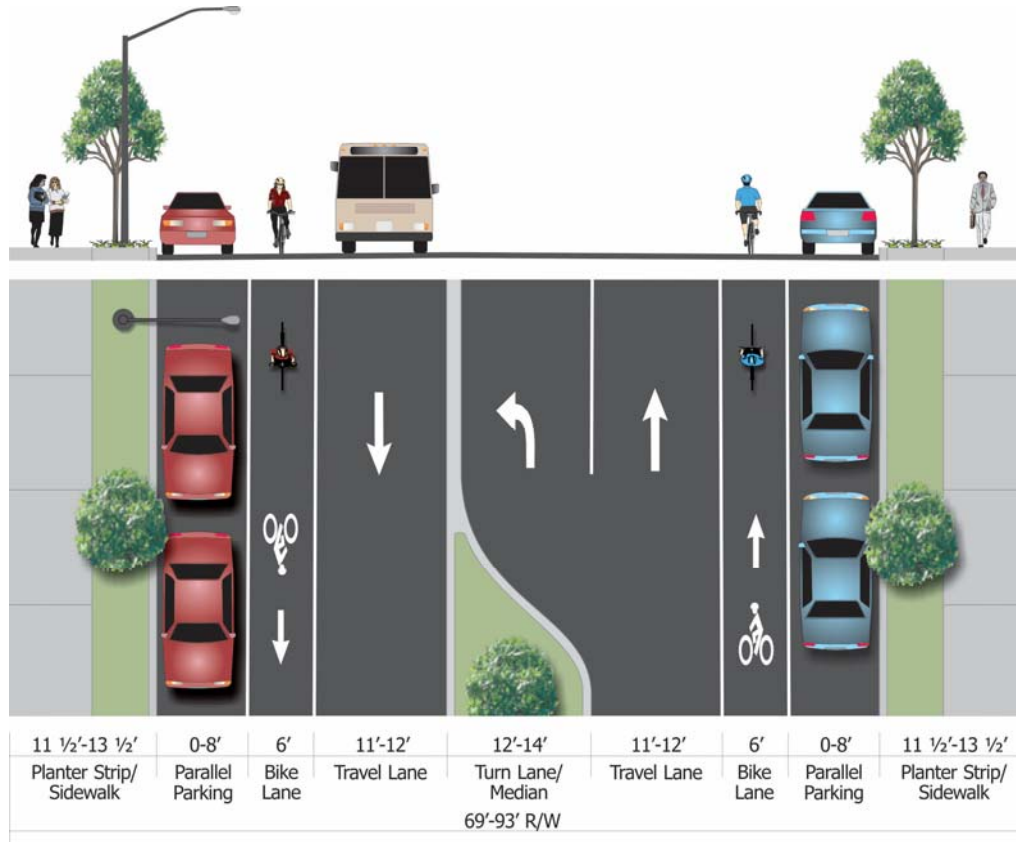 11 ½’-13 ½’ 0-8’ 6’ 11’-12’ 12’-14’ 11’-12’ 6’ 0-8’ 11 ½’-13 ½’
Planter Strip/ Parallel Bike Travel Lane Turn Lane/ Travel Lane Bike Parallel Planter Strip/
Sidewalk Parking Lane Median Lane Parking Sidewalk
69’-93’ R/W